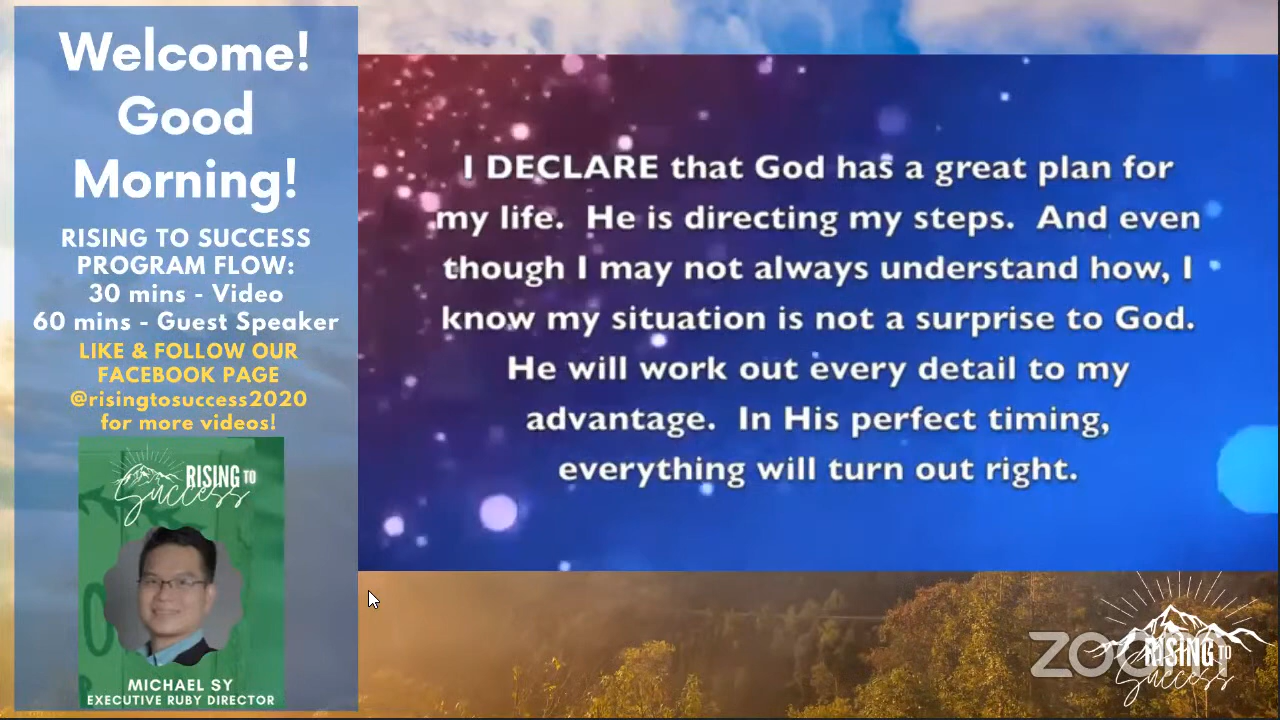 Welcome!
Good
Morning!
RISING TO SUCCESS
PROGRAM FLOW:
30 mins - Video
60 mins - Guest Speaker
LIKE & FOLLOW OUR
FACEBOOK PAGE
@risingtosuccess2020
for more videos!
RISING TO
Success
MICHAEL SY
EXECUTIVE RUBY DIRECTOR
I DECLARE that God has a great plan for
my life.  He is directing my steps.  And even
though I may not always understand how, I
know my situation is not a surprise to God.
He will work out every detail to my
advantage.  In His perfect timing,
everything will turn out right.
zoom
RISING TO
Success